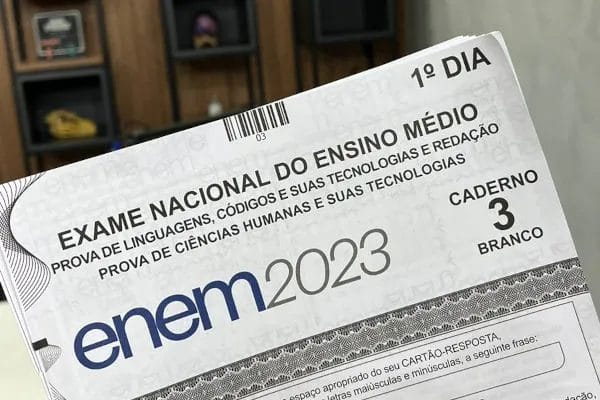 1º DIA
03
EXAME NACIONAL DO ENSINO MÉDIO
PROVA DE LINGUAGENS, CÓDIGOS E SUAS TECNOLOGIAS E REDAÇÃO
PROVA DE CIÊNCIAS HUMANAS E SUAS TECNOLOGIAS
CADERNO
3
BRANCO
enem2023
espaço apropriado do seu CARTÃO-RESPOSTA,
letras maiúsculas e minúsculas, a seguinte frase: